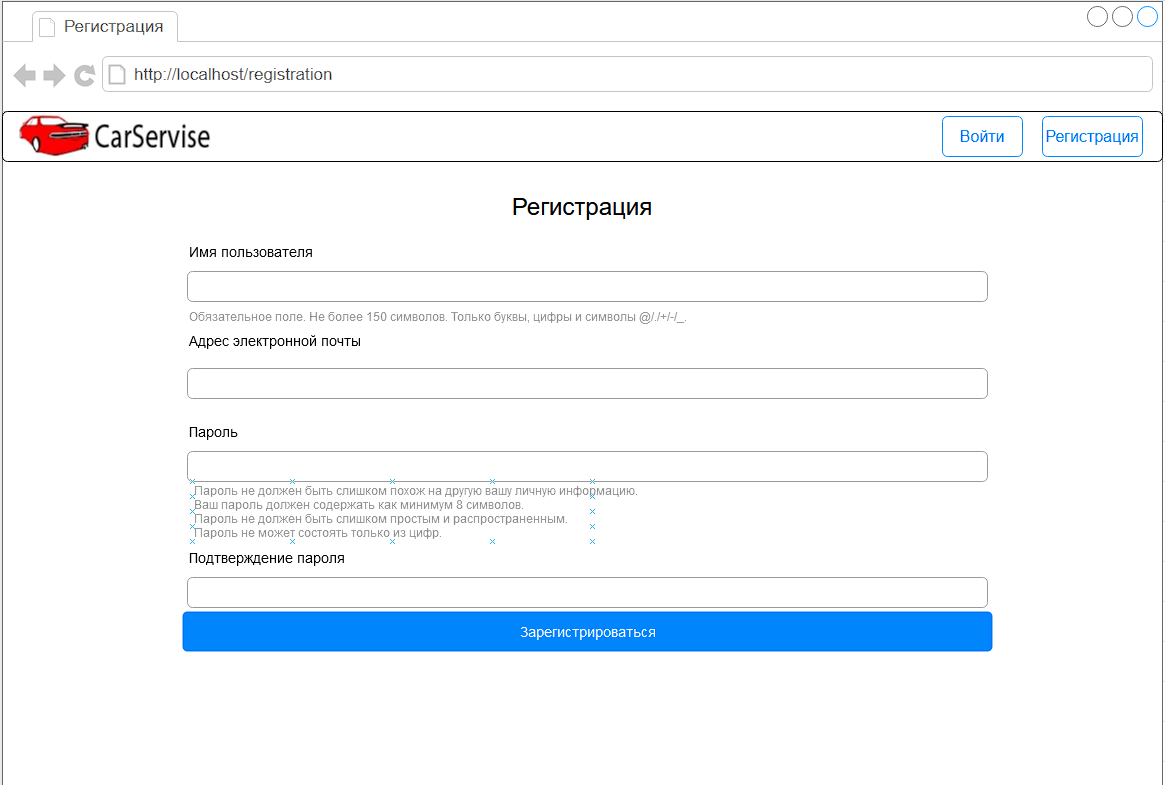 Регистрация
http://localhost/registration
CarServise
Войти
Регистрация
Регистрация
Имя пользователя
Обязательное поле. Не более 150 символов. Только буквы, цифры и символы @/./+/-/_.
Адрес электронной почты
Пароль
Пароль не должен быть слишком похож на другую вашу личную информацию.
Ваш пароль должен содержать как минимум 8 символов.
Пароль не должен быть слишком простым и распространенным.
Пароль не может состоять только из цифр.
Подтверждение пароля
Зарегистрироваться